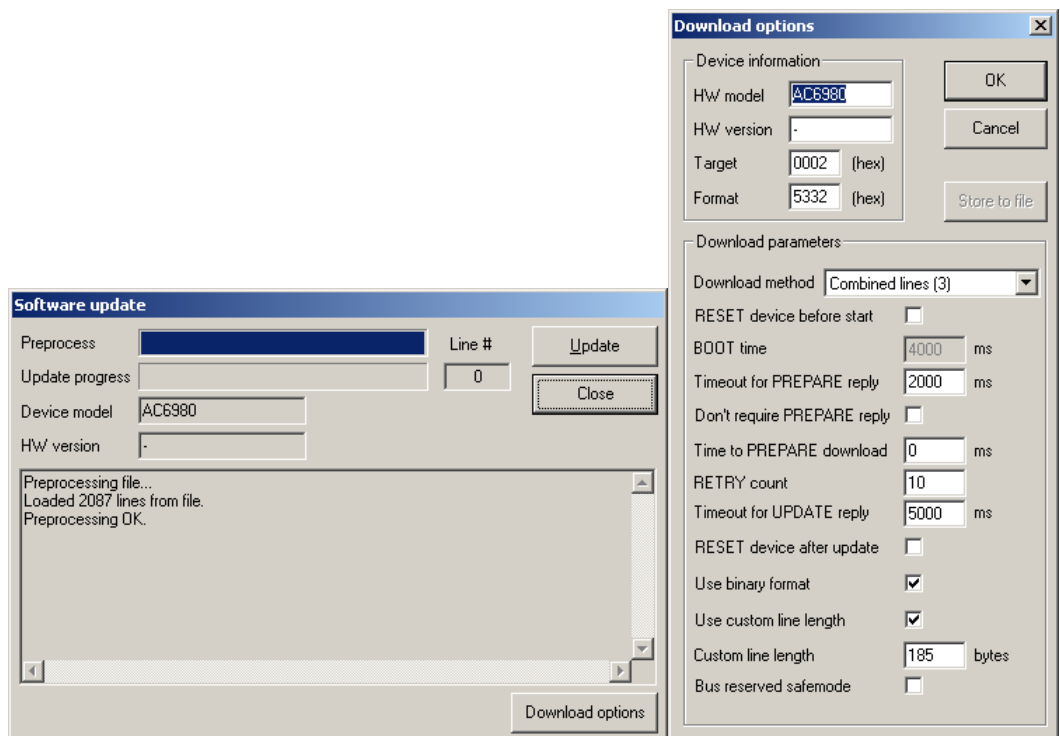 Software update
Preprocess
Line #
Update
Update progress
0
Close
Device model
AC6980
HW version
-
Preprocessing file...
Loaded 2087 lines from file.
Preprocessing OK.
Download options
Download options
Device information
HW model
AC6980
OK
HW version
-
Cancel
Target
0002
(hex)
Format
5332
(hex)
Store to file
Download parameters
Download method
Combined lines (3)
RESET device before start
BOOT time
4000
ms
Timeout for PREPARE reply
2000
ms
Don't require PREPARE reply
Time to PREPARE download
0
ms
RETRY count
10
Timeout for UPDATE reply
5000
ms
RESET device after update
Use binary format
Use custom line length
Custom line length
185
bytes
Bus reserved safemode